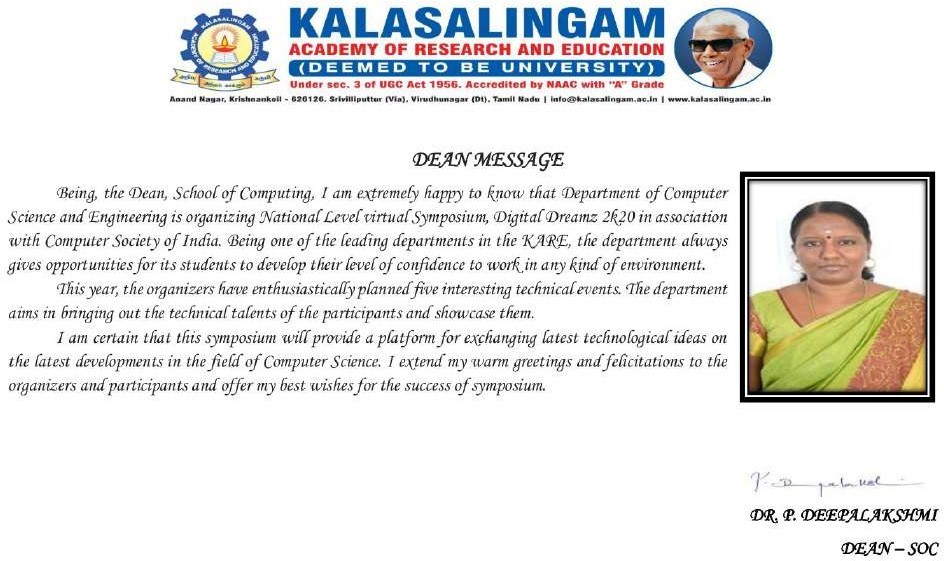 KALASALINGAM
ACADEMY OF RESEARCH AND EDUCATION
(DEEMED TO BE UNIVERSITY)
Under sec. 3 of UGC Act 1956. Accredited by NAAC with "A" Grade
Anand Nagar, Krishnankoil - 626126. Srivilliputtur (Via), Virudhunagar (Dt), Tamil Nadu | info@kalasalingam.ac.in | www.kalasalingam.ac.in
KALASALINGAM
ACADEMY OF RESEARCH AND EDUCATION
DEAN MESSAGE
Being, the Dean, School of Computing, I am extremely happy to know that Department of Computer
Science and Engineering is organizing National Level virtual Symposium, Digital Dreamz 2k20 in association
with Computer Society of India. Being one of the leading departments in the KARE, the department always
gives opportunities for its students to develop their level of confidence to work in any kind of environment.
This year, the organizers have enthusiastically planned five interesting technical events. The department
aims in bringing out the technical talents of the participants and showcase them.
I am certain that this symposium will provide a platform for exchanging latest technological ideas on
the latest developments in the field of Computer Science. I extend my warm greetings and felicitations to the
organizers and participants and offer my best wishes for the success of symposium.
DR. P. DEEPALAKSHMI
DEAN – SOC